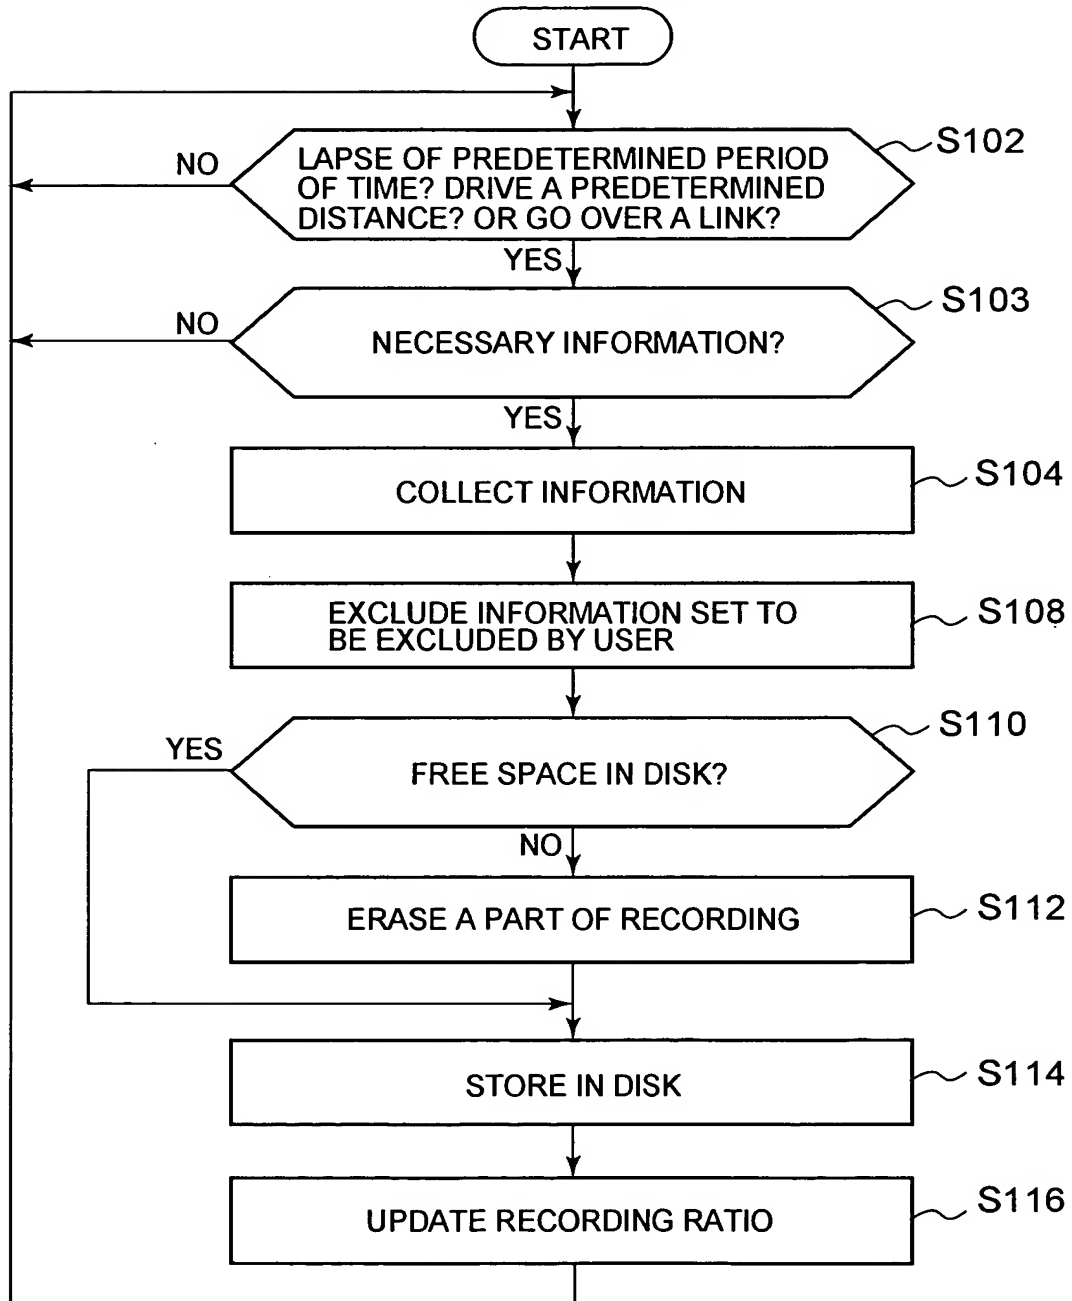 START
S102
NO
LAPSE OF PREDETERMINED PERIOD
OF TIME? DRIVE A PREDETERMINED
DISTANCE? OR GO OVER A LINK?
YES
S103
NO
NECESSARY INFORMATION?
YES
S104
COLLECT INFORMATION
S108
EXCLUDE INFORMATION SET TO
BE EXCLUDED BY USER
S110
YES
FREE SPACE IN DISK?
NO
S112
ERASE A PART OF RECORDING
S114
STORE IN DISK
S116
UPDATE RECORDING RATIO